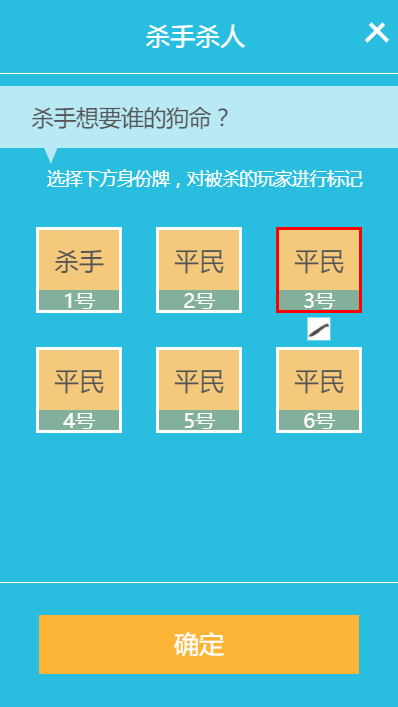 杀手杀人
杀手想要谁的狗命？
选择下方身份牌，对被杀的玩家进行标记
杀手 平民 平民
1号 2号 3号
平民 平民 平民
4号 5号 6号
确定